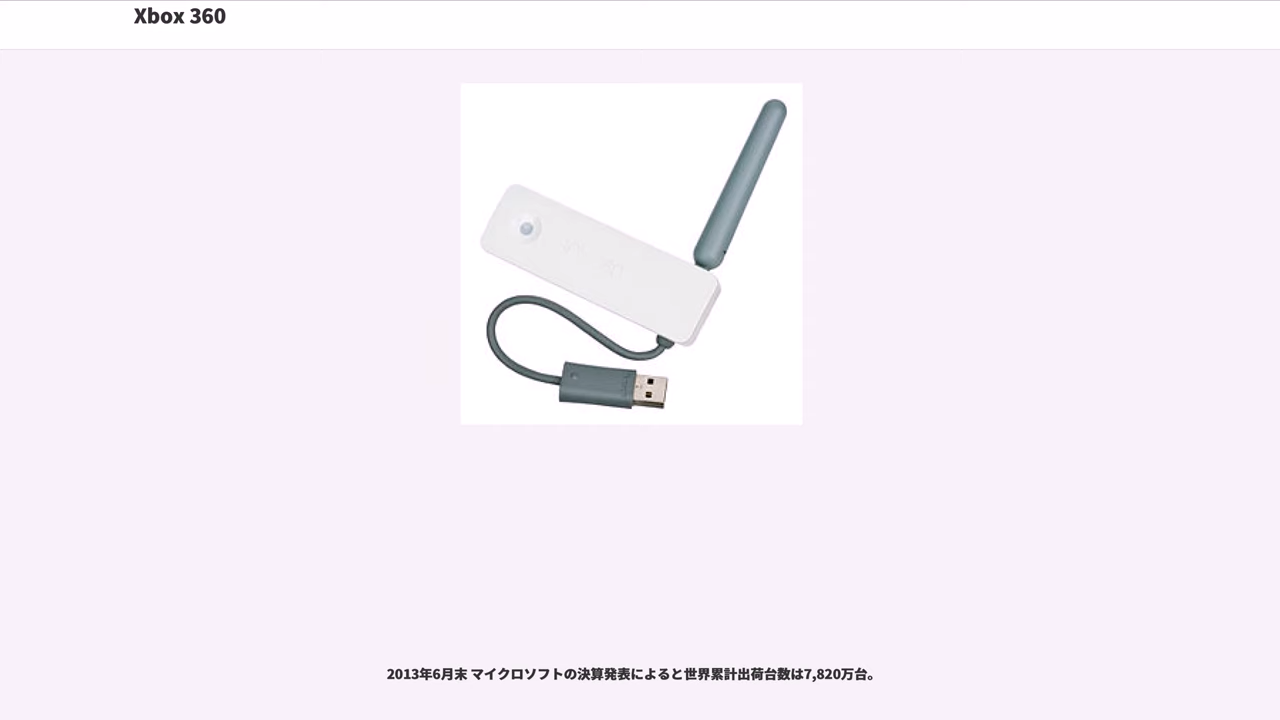 Xbox 360
2013年6月末 マイクロソフトの決算発表によると世界累計出荷台数は7,820万台。